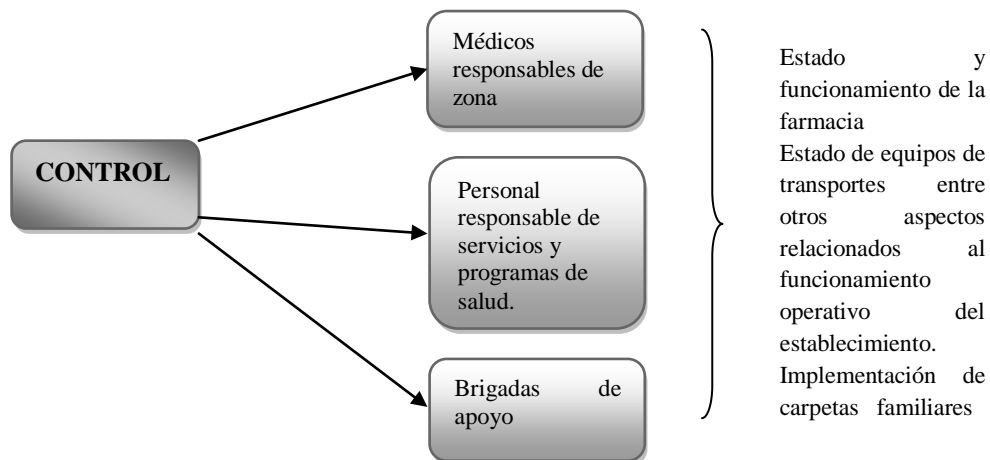 Médicos
responsables de
zona
CONTROL
Personal
responsable de
servicios y
programas de
salud.
Brigadas de
apoyo
Estado y
funcionamiento de la
farmacia
Estado de equipos de
transportes entre
otros aspectos
relacionados al
funcionamiento
operativo del
establecimiento.
Implementación de
carpetas familiares